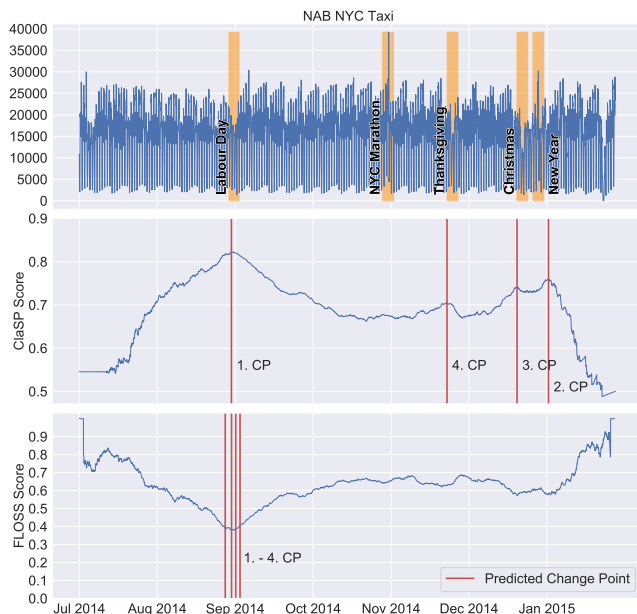 NAB NYC Taxi
40000
35000
30000
25000
20000
15000
10000
5000
0
Labour Day
NYC Marathon
Thanksgiving
Christmas
New Year
0.9
0.8
0.7
0.6
0.5
ClaSP Score
1. CP
4. CP
3. CP
2. CP
0.9
0.8
0.7
0.6
0.5
0.4
0.3
0.2
0.1
0.0
FLOSS Score
1. - 4. CP
Predicted Change Point
Jul 2014 Aug 2014 Sep 2014 Oct 2014 Nov 2014 Dec 2014 Jan 2015